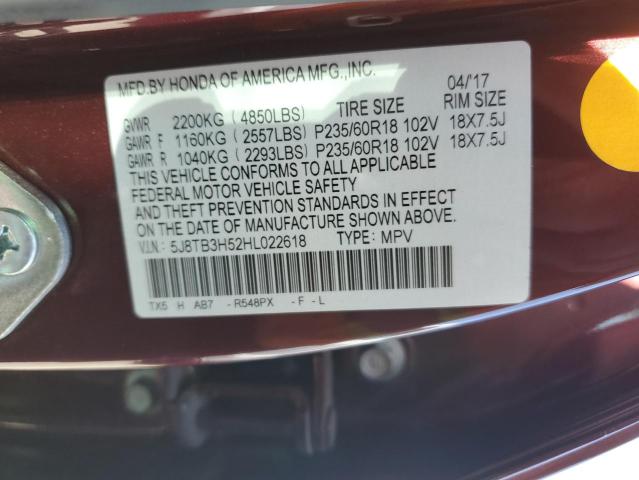 MFD.BY HONDA OF AMERICA MFG.,INC. 04/'17
GVWR 2200KG (4850LBS) TIRE SIZE RIM SIZE
GAWR F 1160KG (2557LBS) P235/60R18 102V 18X7.5J
GAWR R 1040KG (2293LBS) P235/60R18 102V 18X7.5J
THIS VEHICLE CONFORMS TO ALL APPLICABLE
FEDERAL MOTOR VEHICLE SAFETY
AND THEFT PREVENTION STANDARDS IN EFFECT
ON THE DATE OF MANUFACTURE SHOWN ABOVE.
V.I.N.: 5J8TB3H52HL022618 TYPE: MPV
TX5 H AB7 - R548PX - F - L